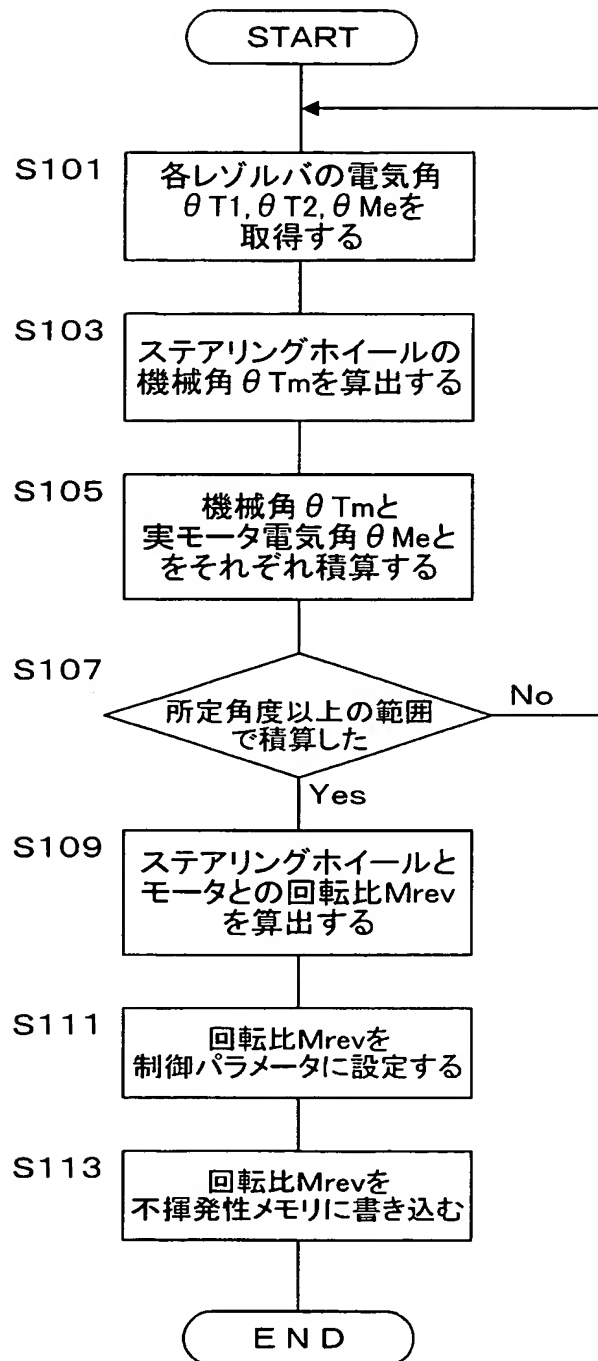 START
S101
各レゾルバの電気角
θT1,θT2,θMeを
取得する
S103
ステアリングホイールの
機械角θTmを算出する
S105
機械角θTmと
実モータ電気角θMeと
をそれぞれ積算する
S107
所定角度以上の範囲
で積算した
No
Yes
S109
ステアリングホイールと
モータとの回転比Mrev
を算出する
S111
回転比Mrevを
制御パラメータに設定する
S113
回転比Mrevを
不揮発性メモリに書き込む
END